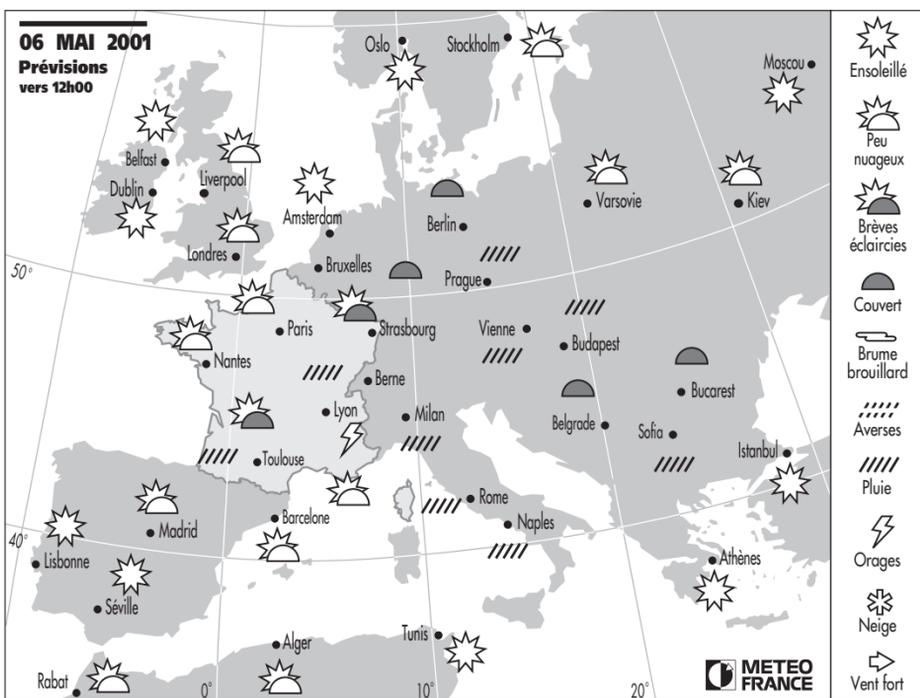 06 MAI 2001
Prévisions
vers 12h00
Oslo
Stockholm
Moscou
Belfast
Dublin
Liverpool
Amsterdam
Berlin
Varsovie
Kiev
Londres
Bruxelles
Prague
50°
Paris
Strasbourg
Vienne
Budapest
Nantes
Berne
Bucarest
Lyon
Milan
Belgrade
Sofia
Istanbul
Toulouse
Rome
Madrid
Barcelone
Naples
40°
Lisbonne
Athènes
Séville
Alger
Tunis
Rabat
0°
10°
20°
METEO
FRANCE
Ensoleillé
Peu
nuageux
Brèves
éclaircies
Couvert
Brume
brouillard
Averses
Pluie
Orages
Neige
Vent fort